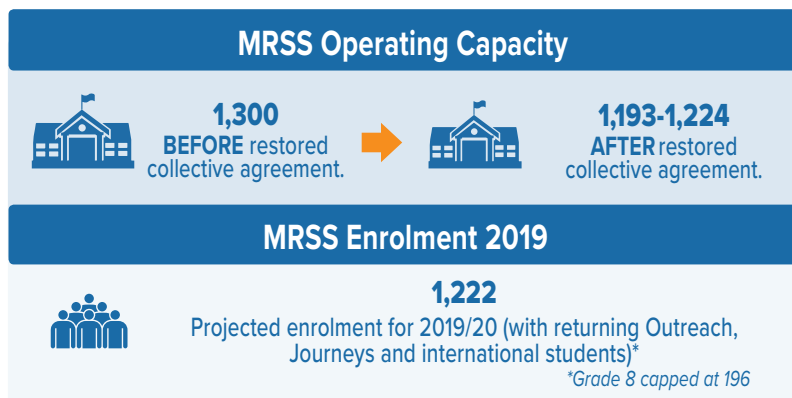 MRSS Operating Capacity
1,300
BEFORE restored
collective agreement.
1,193-1,224
AFTER restored
collective agreement.
MRSS Enrolment 2019
1,222
Projected enrolment for 2019/20 (with returning Outreach,
Journeys and international students)*
*Grade 8 capped at 196